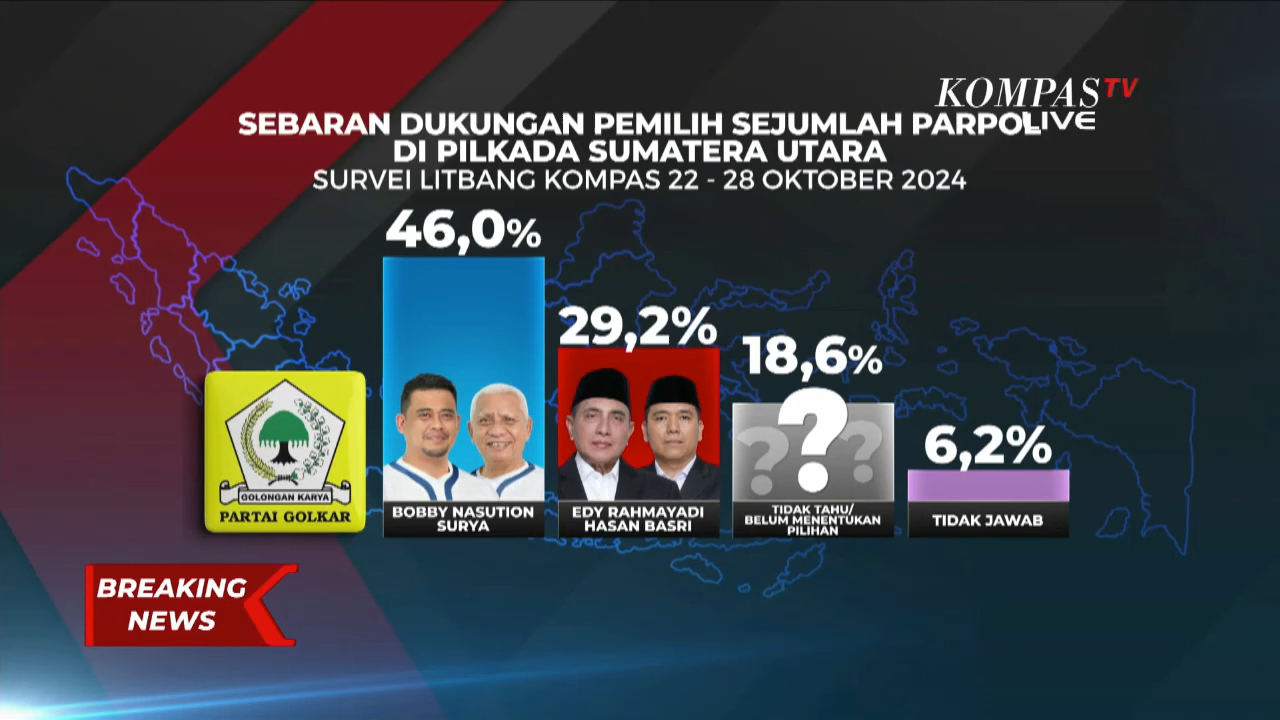 KOMPAS TV
LIVE
SEBARAN DUKUNGAN PEMILIH SEJUMLAH PARPOL
DI PILKADA SUMATERA UTARA
SURVEI LITBANG KOMPAS 22 - 28 OKTOBER 2024
46,0%
29,2%
18,6%
6,2%
GOLONGAN KARYA
PARTAI GOLKAR
BOBBY NASUTION
SURYA
EDY RAHMAYADI
HASAN BASRI
? ? ?
TIDAK TAHU/
BELUM MENENTUKAN
PILIHAN
TIDAK JAWAB
BREAKING
NEWS